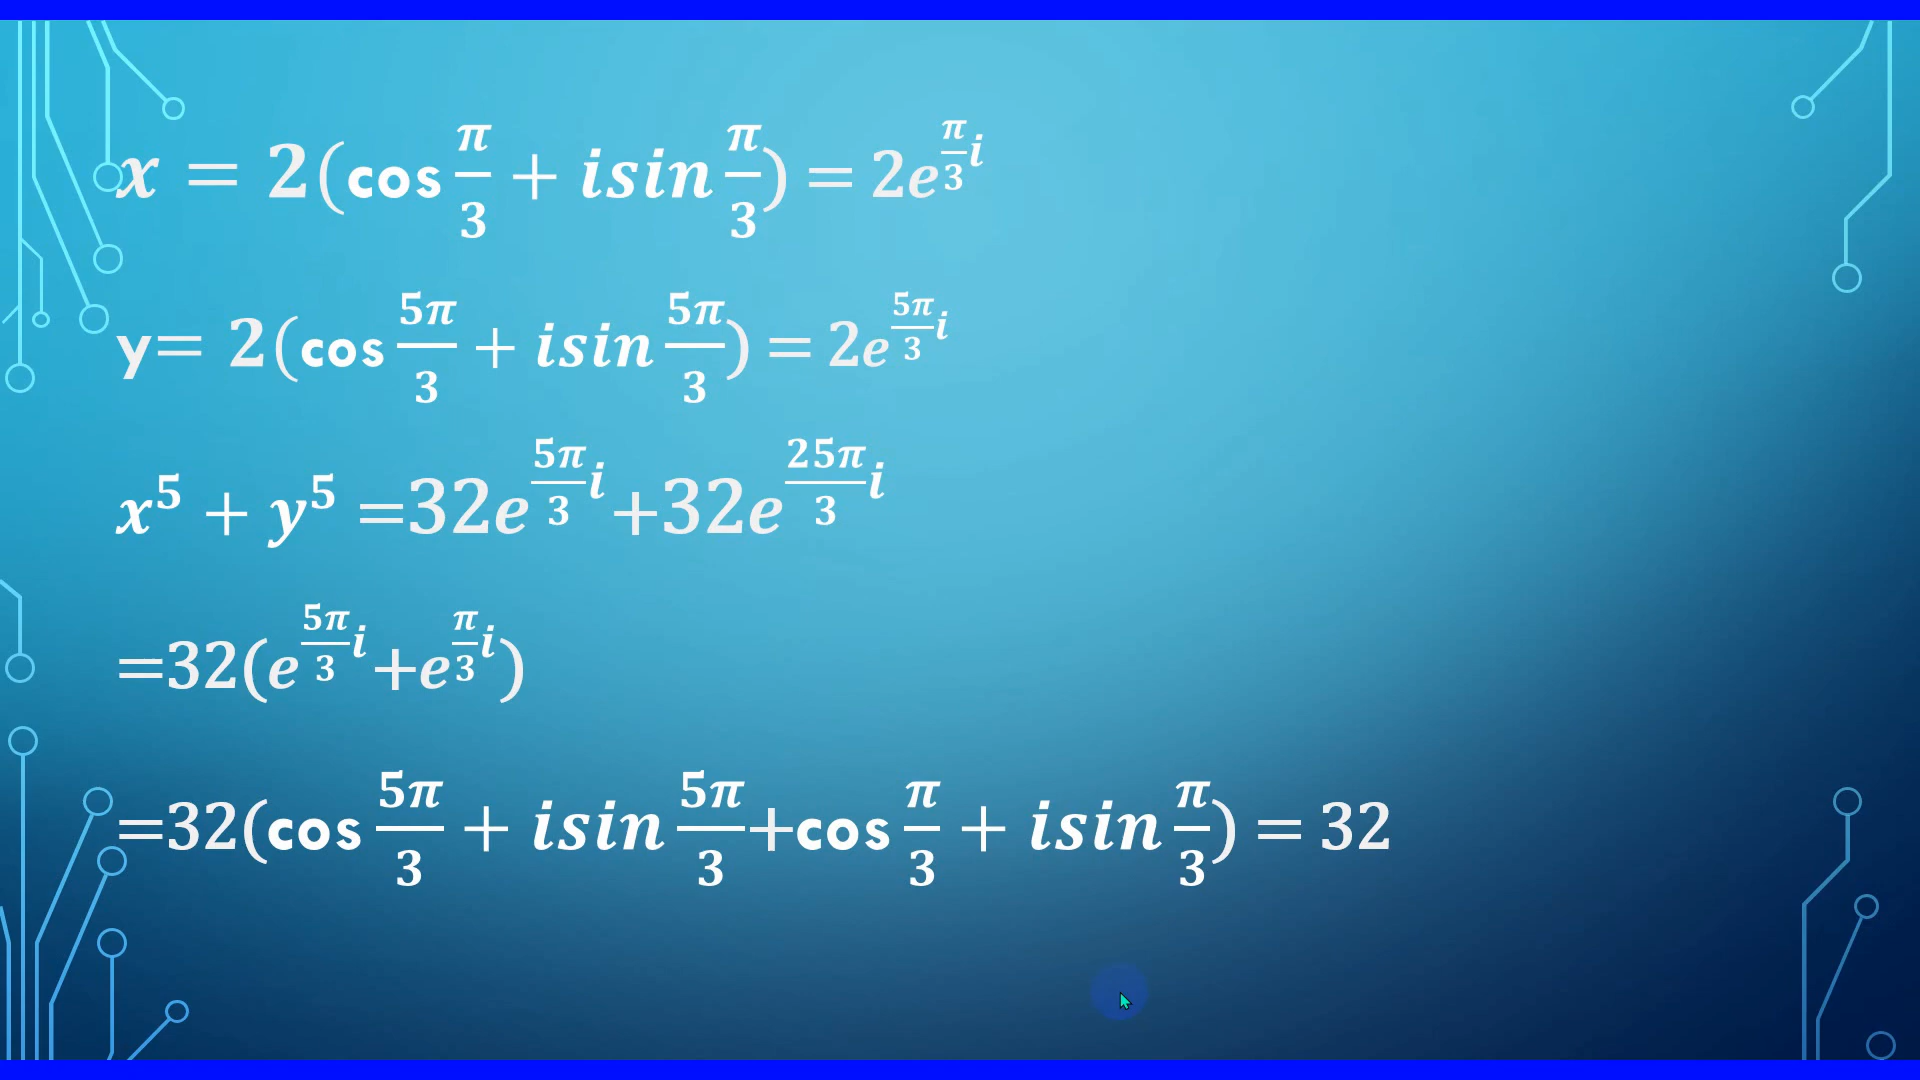 x = 2(cos π/3 + isin π/3) = 2e^(π/3 i)
y= 2(cos 5π/3 + isin 5π/3) = 2e^(5π/3 i)
x⁵ + y⁵ =32e^(5π/3 i)+32e^(25π/3 i)
=32(e^(5π/3 i)+e^(π/3 i))
=32(cos 5π/3 + isin 5π/3+cos π/3 + isin π/3) = 32